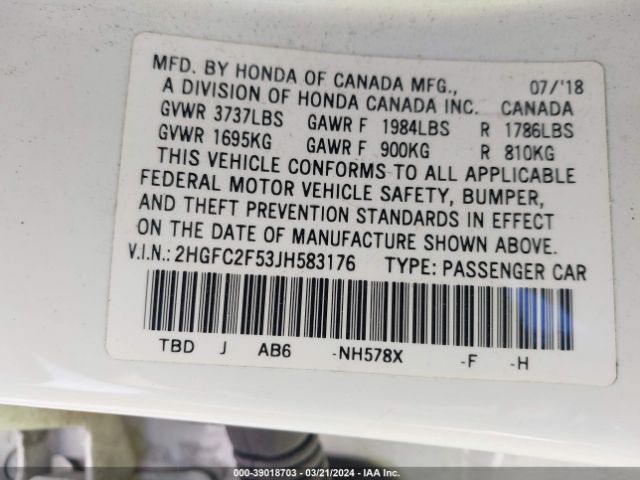 MFD. BY HONDA OF CANADA MFG., 07/'18
A DIVISION OF HONDA CANADA INC. CANADA
GVWR 3737LBS GAWR F 1984LBS R 1786LBS
GVWR 1695KG GAWR F 900KG R 810KG
THIS VEHICLE CONFORMS TO ALL APPLICABLE
FEDERAL MOTOR VEHICLE SAFETY, BUMPER,
AND THEFT PREVENTION STANDARDS IN EFFECT
ON THE DATE OF MANUFACTURE SHOWN ABOVE.
V.I.N.: 2HGFC2F53JH583176 TYPE: PASSENGER CAR
TBD J AB6 -NH578X -F -H
000-39018703 - 03/21/2024 - IAA Inc.